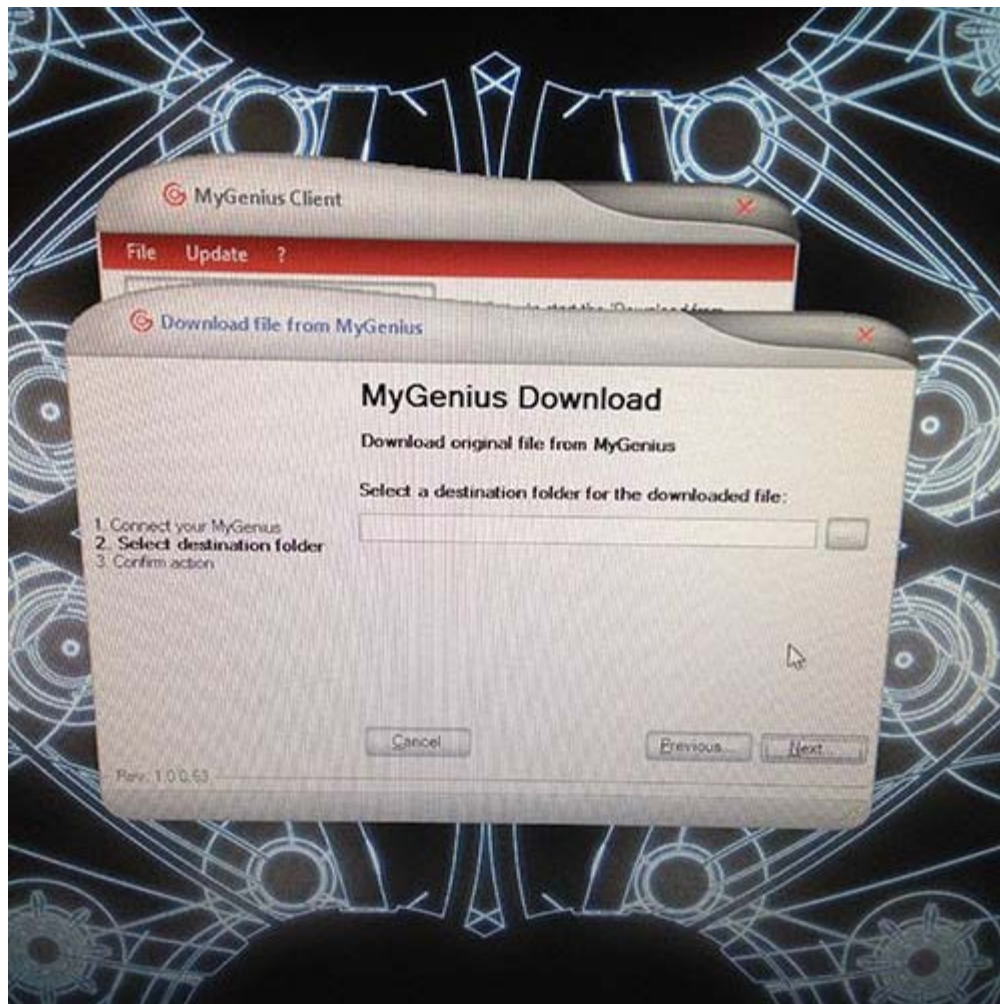 MyGenius Client
File Update ?
Download file from MyGenius
MyGenius Download
Download original file from MyGenius
Select a destination folder for the downloaded file:
1. Connect your MyGenius
2. Select destination folder
3. Confirm action
...
Cancel
Previous...
Next...
Rev. 1.0.0.63